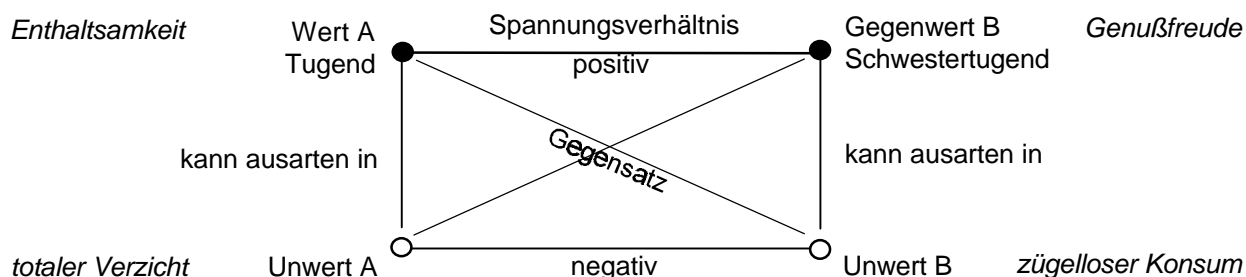 Enthaltsamkeit Wert A Spannungsverhältnis Gegenwert B Genußfreude
Tugend positiv Schwestertugend
Gegensatz
kann ausarten in kann ausarten in
totaler Verzicht Unwert A negativ Unwert B zügelloser Konsum